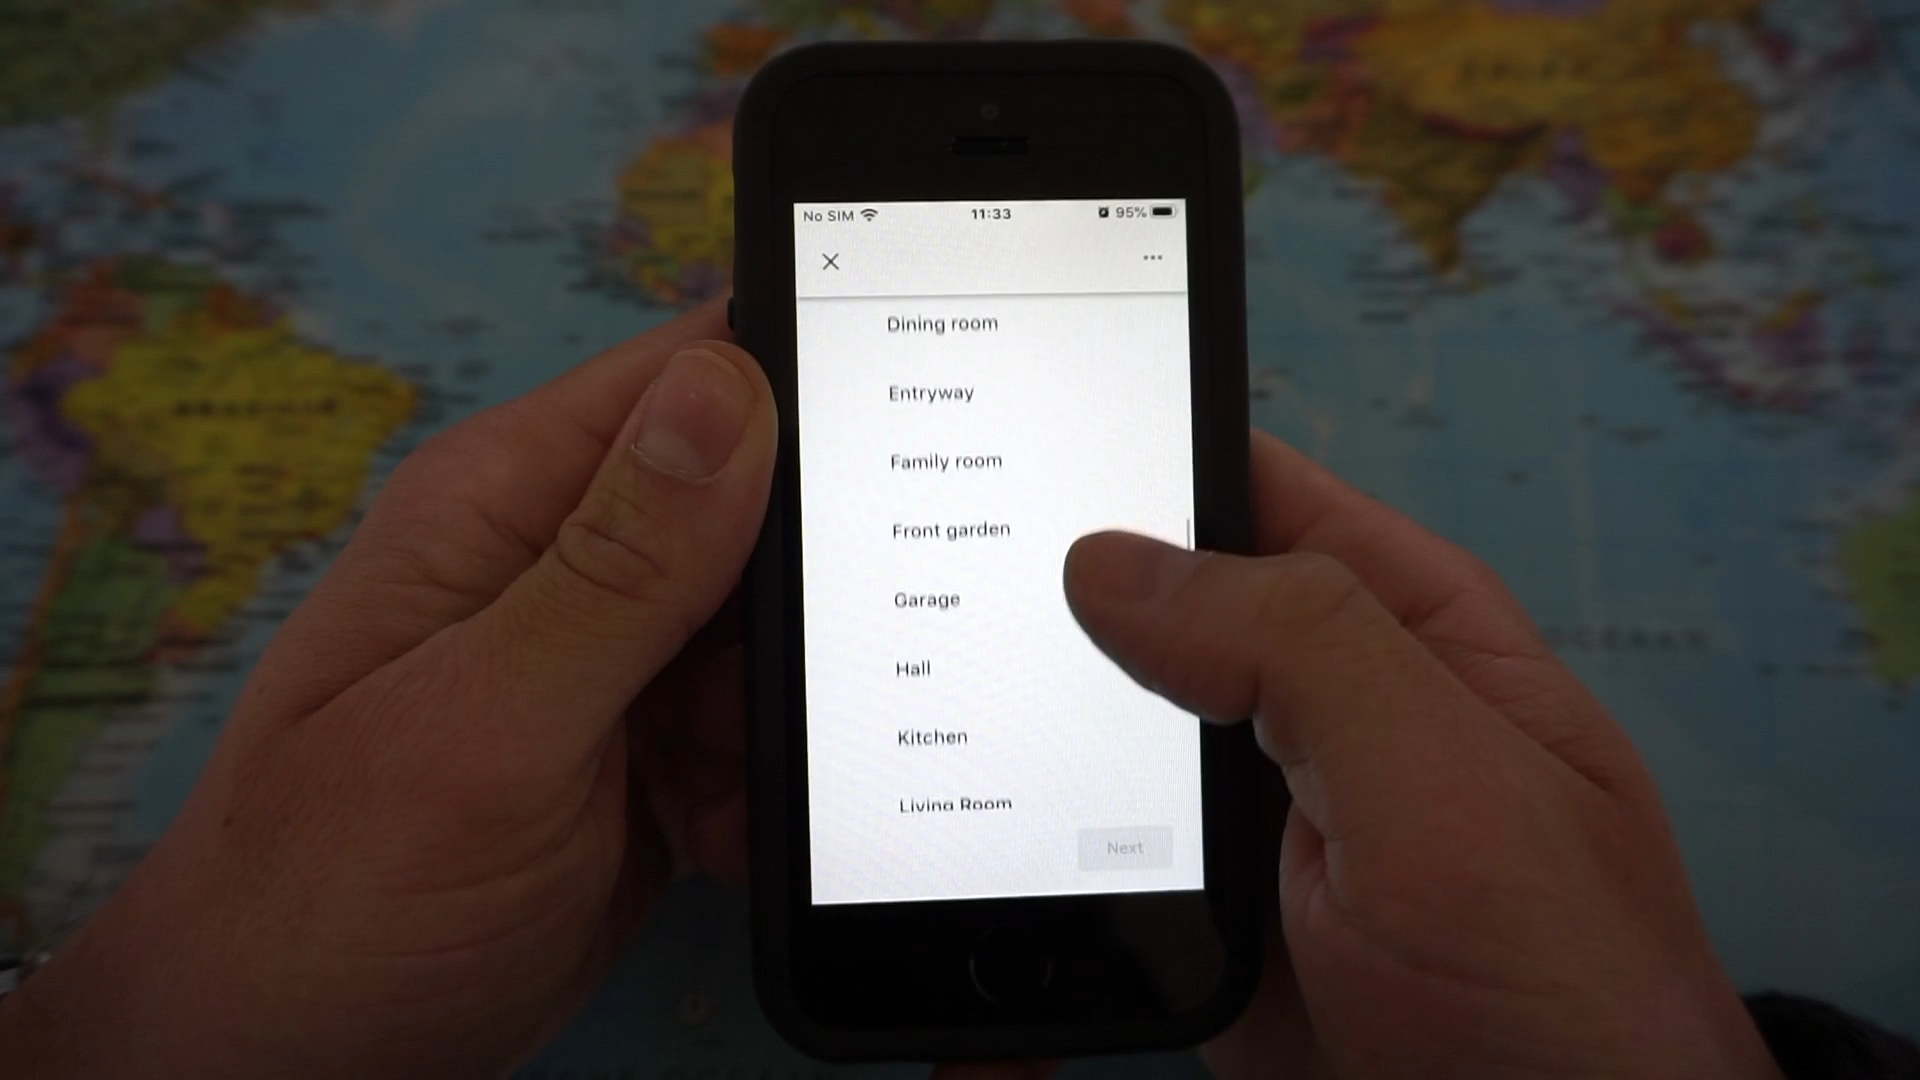 No SIM 11:33 95%
Dining room
Entryway
Family room
Front garden
Garage
Hall
Kitchen
Living Room
Next